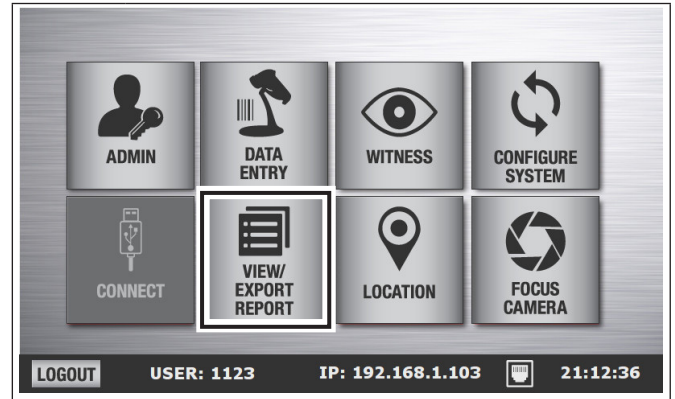 ADMIN
DATA
ENTRY
WITNESS
CONFIGURE
SYSTEM
CONNECT
VIEW/
EXPORT
REPORT
LOCATION
FOCUS
CAMERA
LOGOUT USER: 1123 IP: 192.168.1.103 21:12:36